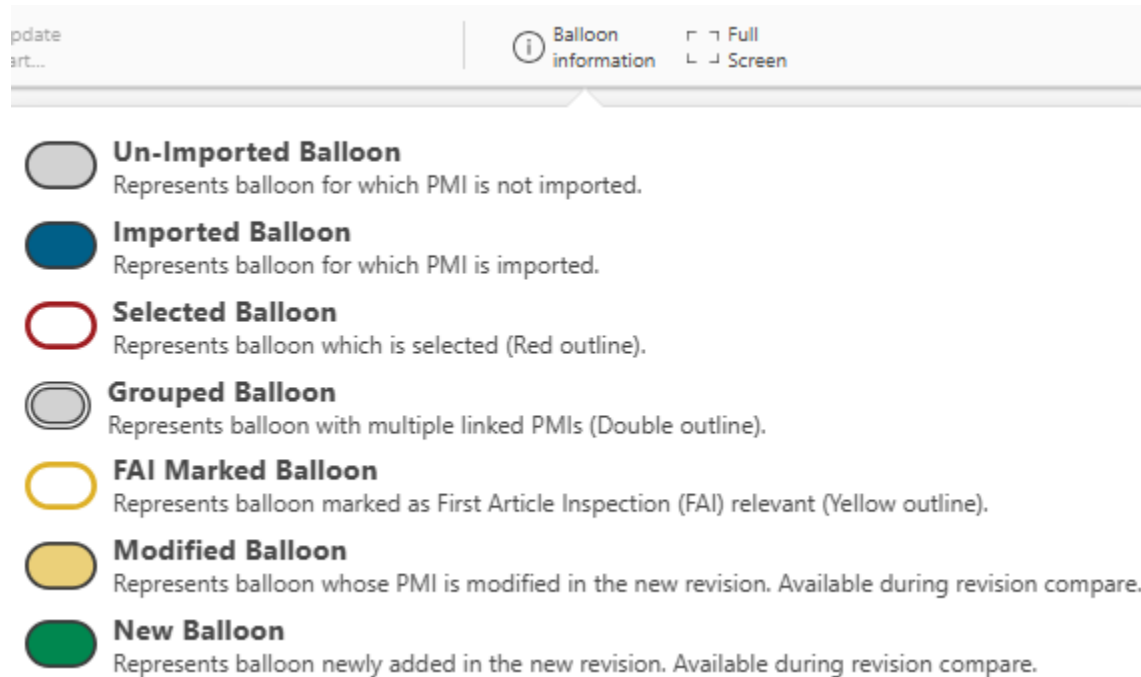 pdate
art...
Balloon
information
Full
Screen
Un-Imported Balloon
Represents balloon for which PMI is not imported.
Imported Balloon
Represents balloon for which PMI is imported.
Selected Balloon
Represents balloon which is selected (Red outline).
Grouped Balloon
Represents balloon with multiple linked PMIs (Double outline).
FAI Marked Balloon
Represents balloon marked as First Article Inspection (FAI) relevant (Yellow outline).
Modified Balloon
Represents balloon whose PMI is modified in the new revision. Available during revision compare.
New Balloon
Represents balloon newly added in the new revision. Available during revision compare.